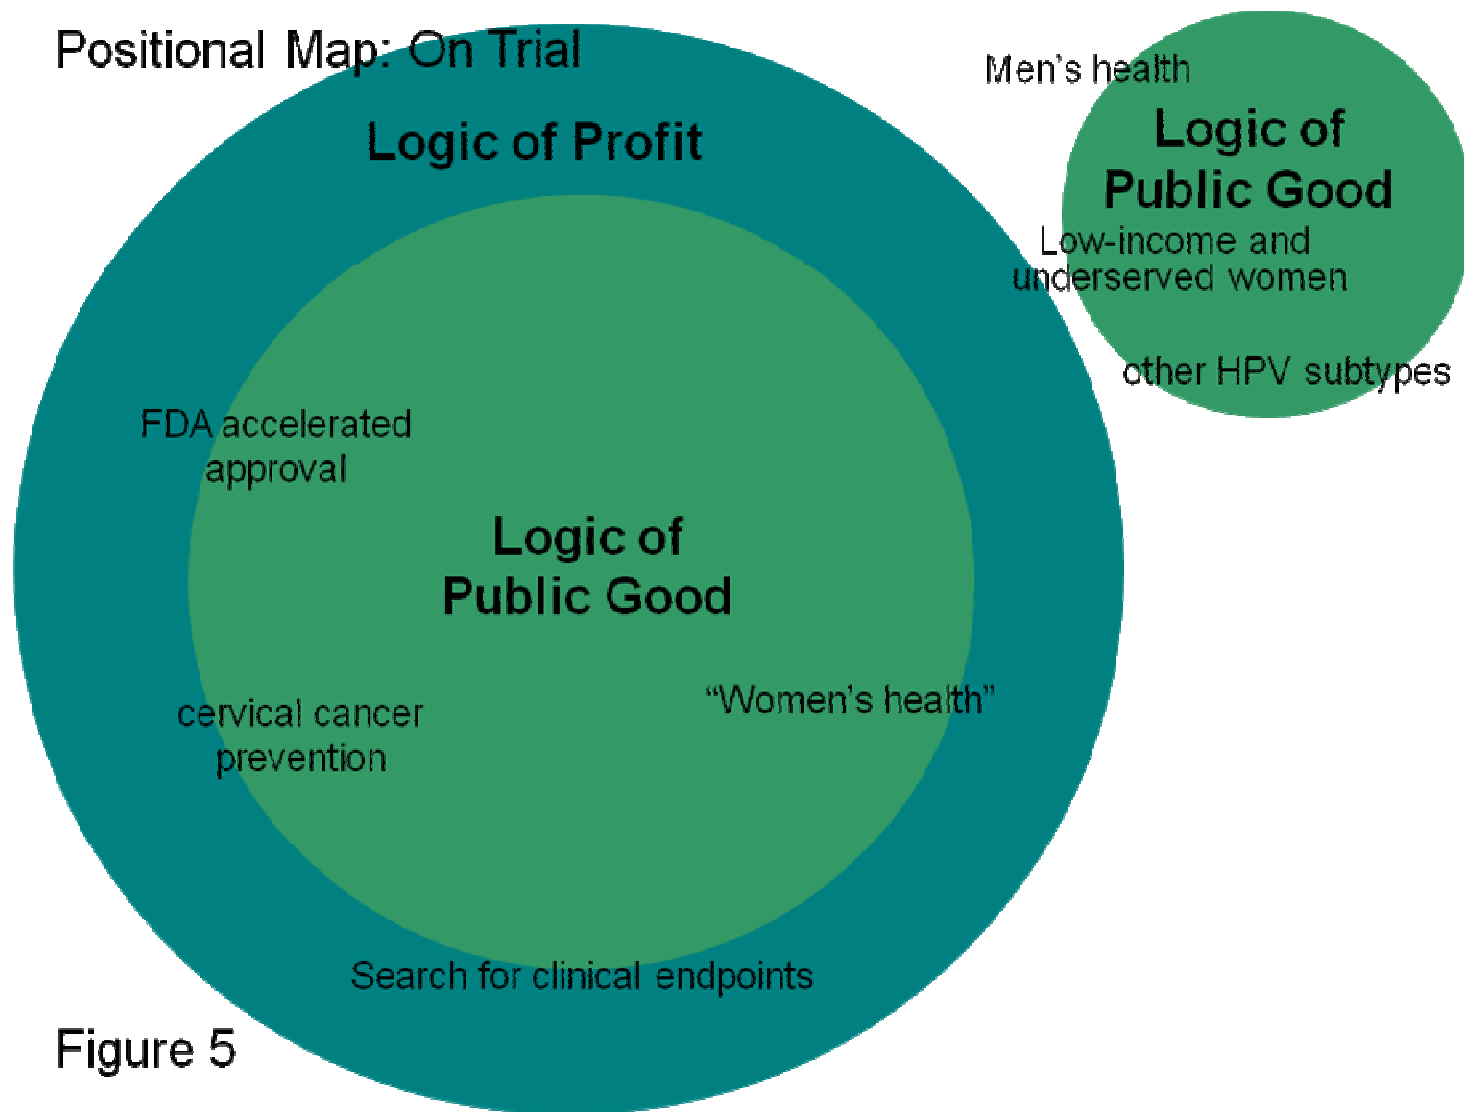 Positional Map: On Trial
Logic of Profit
Men's health
Logic of
Public Good
Low-income and
underserved women
other HPV subtypes
FDA accelerated
approval
Logic of
Public Good
cervical cancer
prevention
“Women’s health”
Search for clinical endpoints
Figure 5